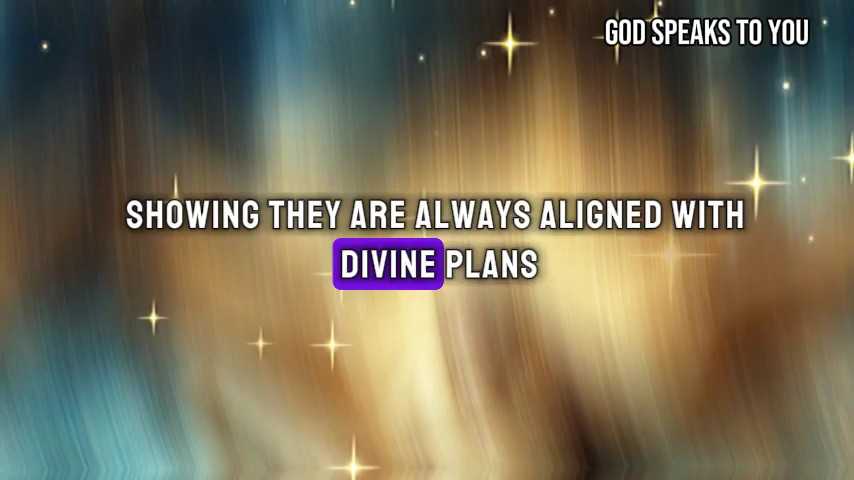 GOD SPEAKS TO YOU
SHOWING THEY ARE ALWAYS ALIGNED WITH
DIVINE PLANS